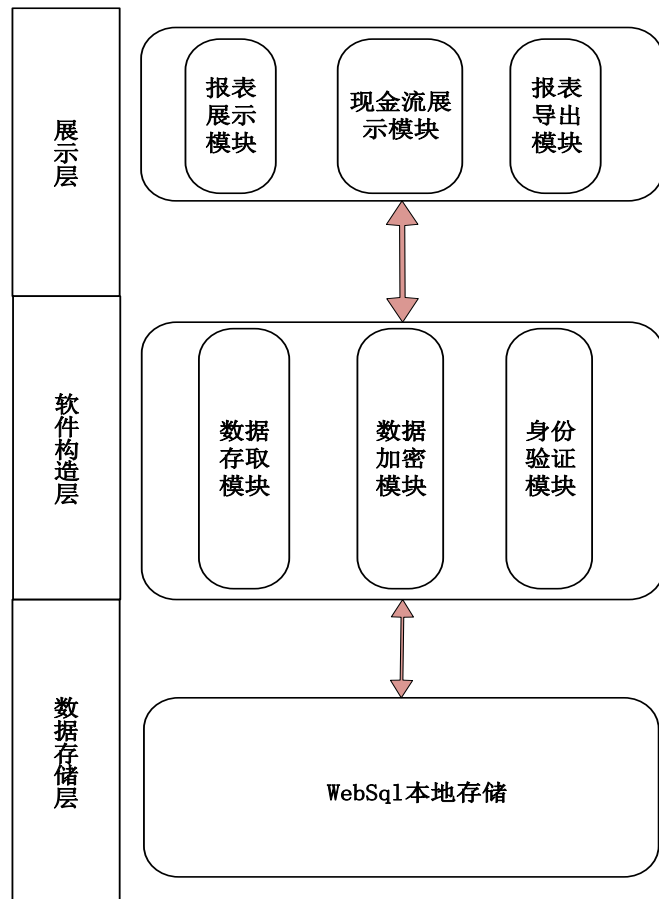 展示层
报表
展示
模块
现金流展
示模块
报表
导出
模块
软件构造层
数据
存取
模块
数据
加密
模块
身份
验证
模块
数据存储层
WebSql本地存储